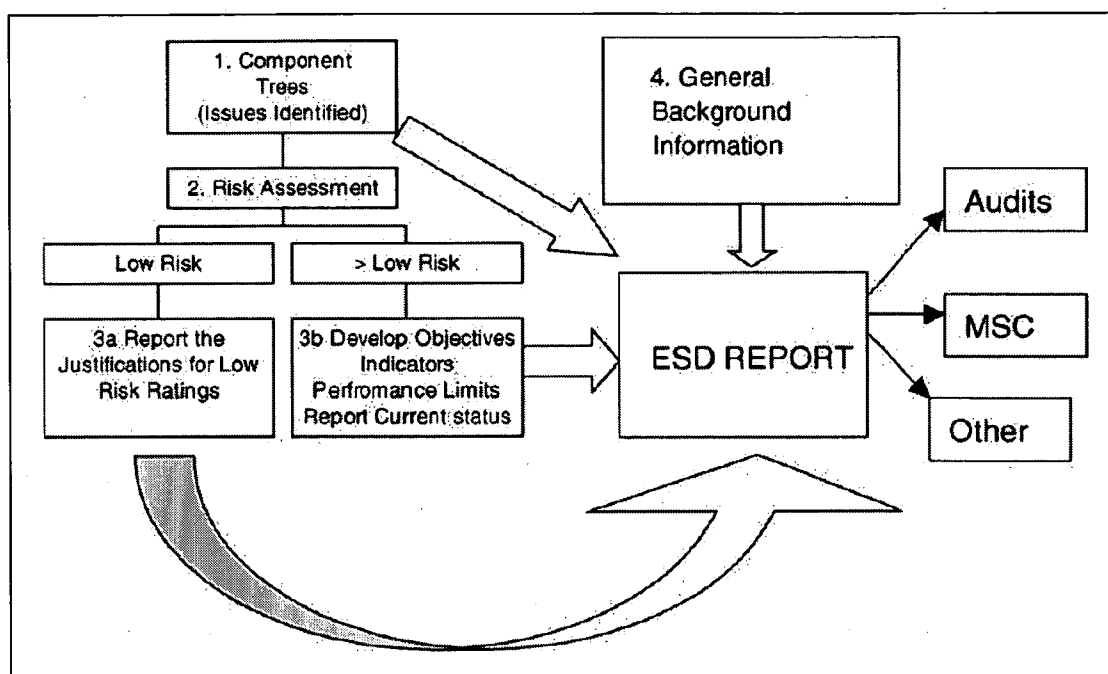 1. Component
Trees
(Issues Identified)
2. Risk Assessment
Low Risk
> Low Risk
3a Report the
Justifications for Low
Risk Ratings
3b Develop Objectives
Indicators
Perfromance Limits
Report Current status
4. General
Background
Information
ESD REPORT
Audits
MSC
Other